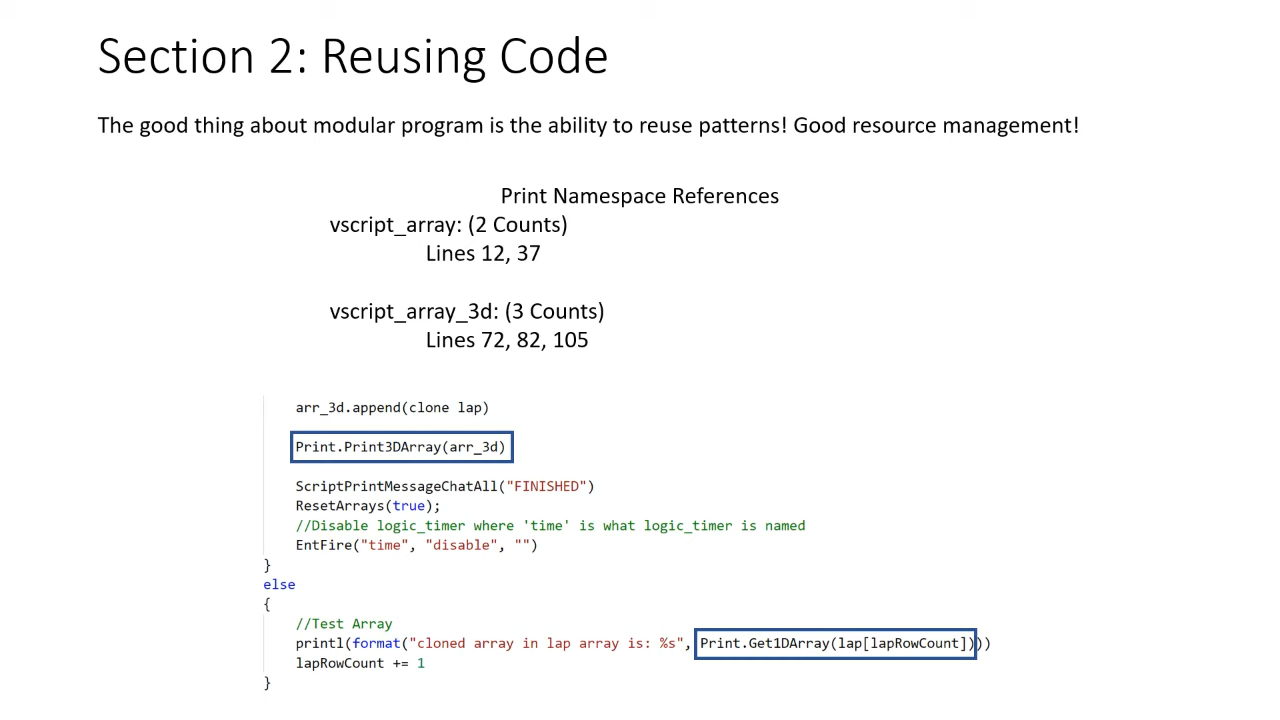 Section 2: Reusing Code
The good thing about modular program is the ability to reuse patterns! Good resource management!
Print Namespace References
vscript_array: (2 Counts)
Lines 12, 37
vscript_array_3d: (3 Counts)
Lines 72, 82, 105
arr_3d.append(clone lap)
Print.Print3DArray(arr_3d)
ScriptPrintMessageChatAll("FINISHED")
ResetArrays(true);
//Disable logic_timer where 'time' is what logic_timer is named
EntFire("time", "disable", "")
}
else
{
//Test Array
printl(format("cloned array in lap array is: %s", Print.Get1DArray(lap[lapRowCount])))
lapRowCount += 1
}